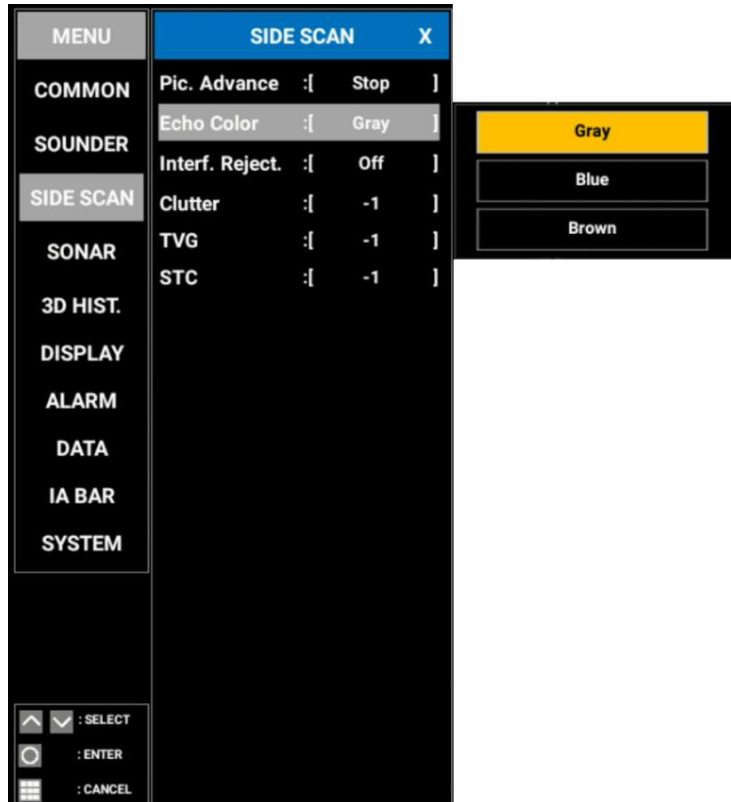 MENU
COMMON
SOUNDER
SIDE SCAN
SONAR
3D HIST.
DISPLAY
ALARM
DATA
IA BAR
SYSTEM
: SELECT
: ENTER
: CANCEL
SIDE SCAN X
Pic. Advance :[ Stop ]
Echo Color :[ Gray ]
Interf. Reject. :[ Off ]
Clutter :[ -1 ]
TVG :[ -1 ]
STC :[ -1 ]
Gray
Blue
Brown